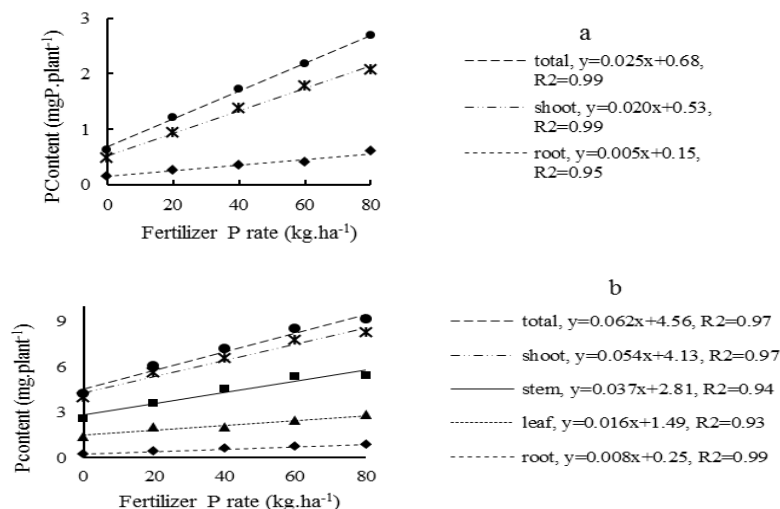 a
3
2
1
0
PContent (mgP.plant-1)
0 20 40 60 80
Fertilizer P rate (kg.ha-1)
total, y=0.025x+0.68,
R2=0.99
shoot, y=0.020x+0.53,
R2=0.99
root, y=0.005x+0.15,
R2=0.95
b
9
6
3
0
Pcontent (mg.plant-1)
0 20 40 60 80
Fertilizer P rate (kg.ha-1)
total, y=0.062x+4.56, R2=0.97
shoot, y=0.054x+4.13, R2=0.97
stem, y=0.037x+2.81, R2=0.94
leaf, y=0.016x+1.49, R2=0.93
root, y=0.008x+0.25, R2=0.99